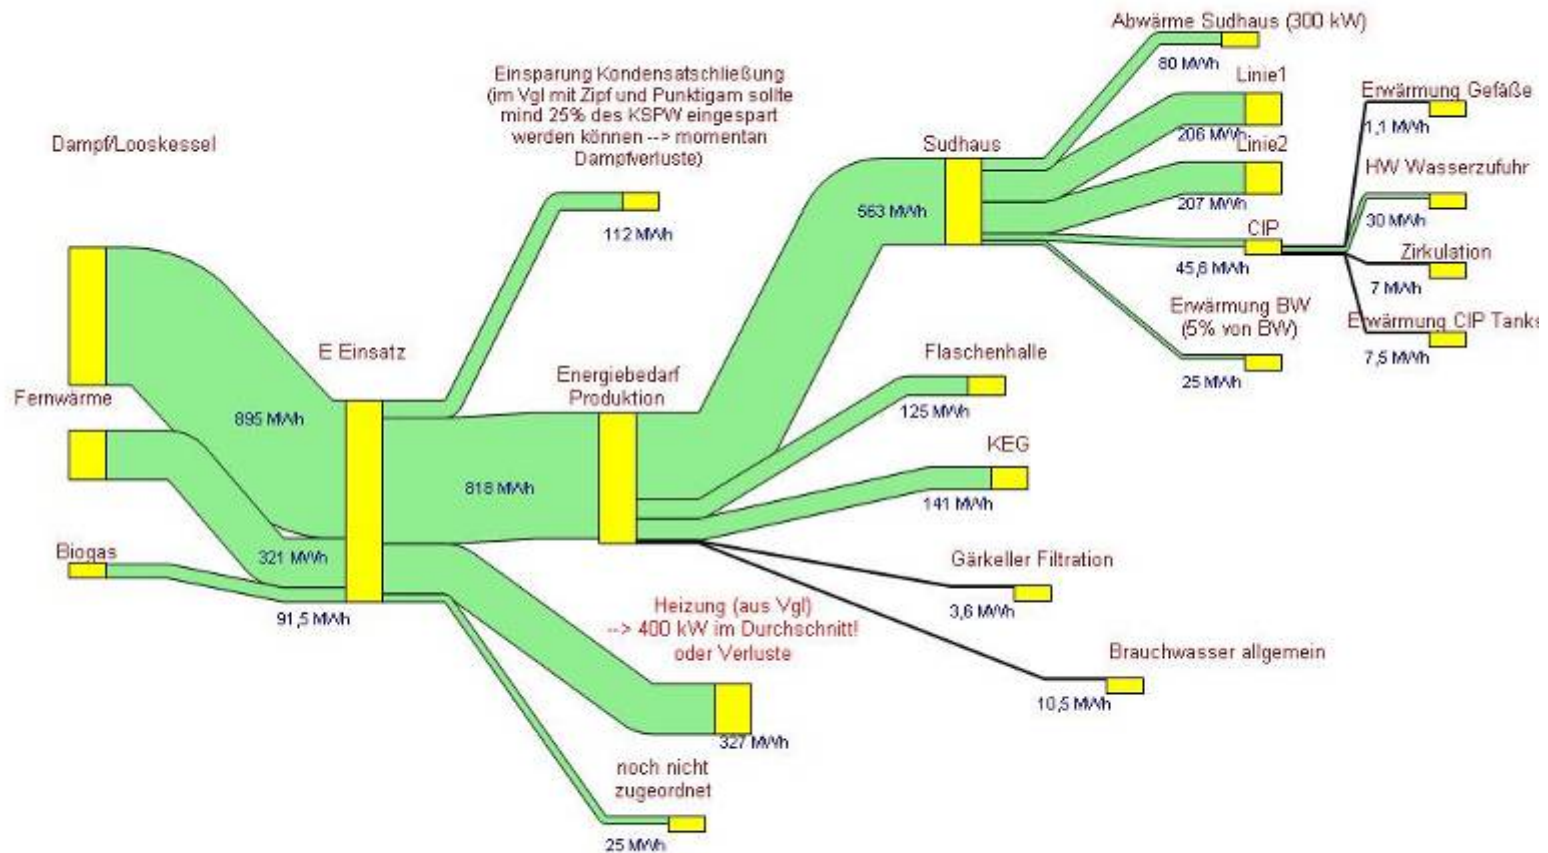 Abwärme Sudhaus (300 kW)
80 MWh
Einsparung Kondensatschließung
(im Vgl mit Zipf und Punktigam sollte
mind 25% des KSPW eingespart
werden können --> momentan
Dampfverluste)
112 MWh
Linie1
206 MWh
Linie2
207 MWh
Erwärmung Gefäße
1,1 MWh
HW Wasserzufuhr
30 MWh
Dampf/Looskessel
Sudhaus
563 MWh
CIP
45,6 MWh
Zirkulation
7 MWh
Erwärmung BW
(5% von BW)
25 MWh
Erwärmung CIP Tanks
7,5 MWh
E Einsatz
Energiebedarf
Produktion
Flaschenhalle
125 MWh
Fernwärme
895 MWh
818 MWh
KEG
141 MWh
Biogas
321 MWh
91,5 MWh
Gärkeller Filtration
3,6 MWh
Heizung (aus Vgl)
--> 400 kW im Durchschnitt!
oder Verluste
327 MWh
Brauchwasser allgemein
10,5 MWh
noch nicht
zugeordnet
25 MWh